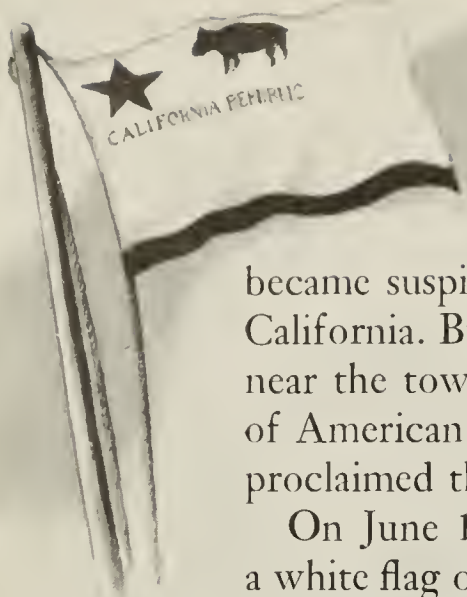 CALIFORNIA REPUBLIC
became suspi
California. B
near the tow
of American
proclaimed th
On June 1
a white flag o